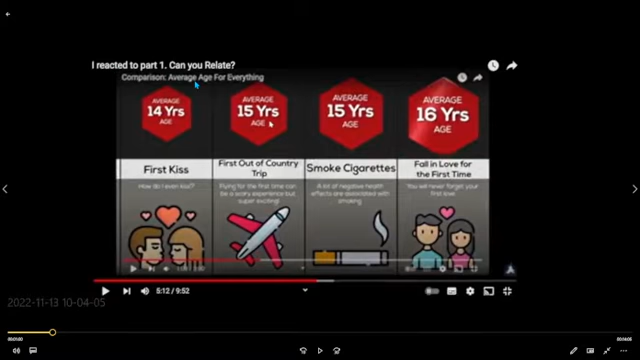 I reacted to part 1. Can you Relate?
Comparison: Average Age For Everything
AVERAGE
14 Yrs
AGE
AVERAGE
15 Yrs
AGE
AVERAGE
15 Yrs
AGE
AVERAGE
16 Yrs
AGE
First Kiss
How do I even kiss?
First Out of Country
Trip
Flying for the first time can
be a scary experience but
super exciting!
Smoke Cigarettes
A lot of negative health
effects are associated with
smoking
Fall in Love for
the First Time
You will never forget your
first love
5:12 / 9:52
2022-11-13 10-04-05